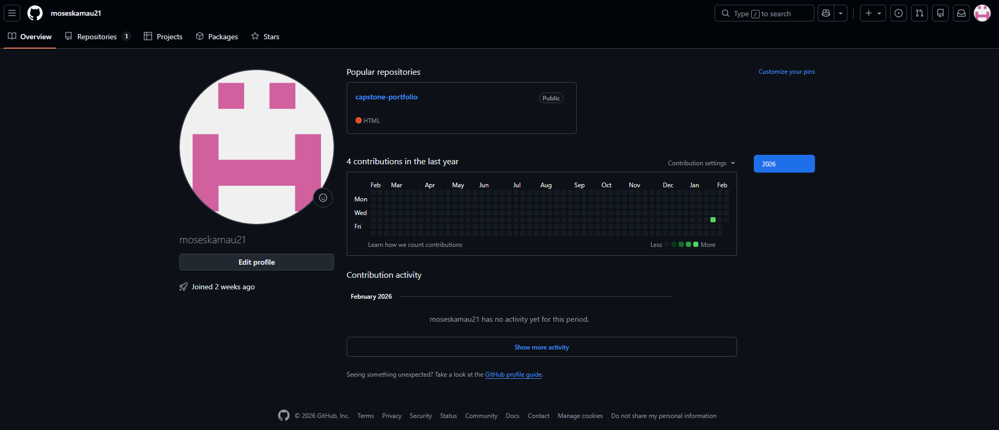 moseskamau21
Type / to search
Overview
Repositories 1
Projects
Packages
Stars
moseskamau21
Edit profile
Joined 2 weeks ago
Popular repositories
Customize your pins
capstone-portfolio
Public
HTML
4 contributions in the last year
Contribution settings
2026
Feb Mar Apr May Jun Jul Aug Sep Oct Nov Dec Jan Feb
Mon
Wed
Fri
Learn how we count contributions
Less More
Contribution activity
February 2026
moseskamau21 has no activity yet for this period.
Show more activity
Seeing something unexpected? Take a look at the GitHub profile guide.
© 2026 GitHub, Inc. Terms Privacy Security Status Community Docs Contact Manage cookies Do not share my personal information